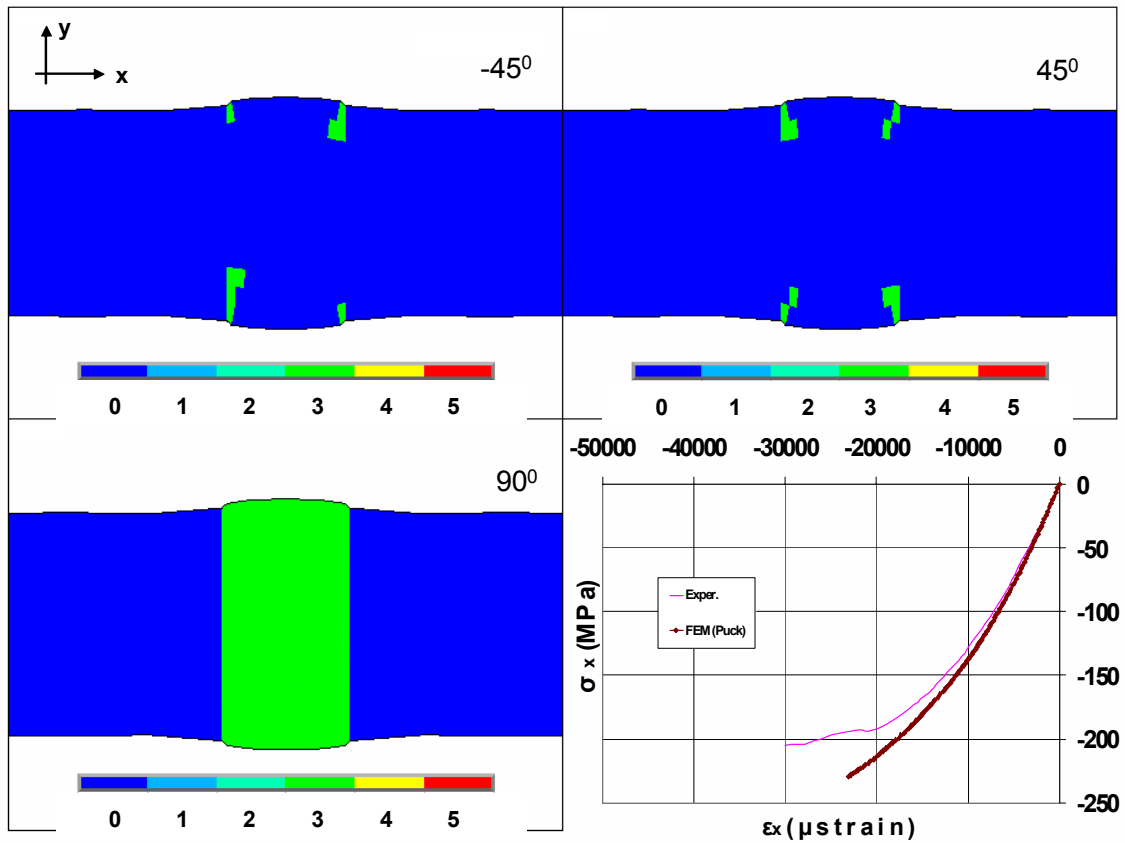 y
x
-45⁰
45⁰
0 1 2 3 4 5
0 1 2 3 4 5
90⁰
0 1 2 3 4 5
-50000 -40000 -30000 -20000 -10000 0
0
-50
-100
-150
-200
-250
σx (MPa)
Exper.
FEM (Puck)
εx (μstrain)